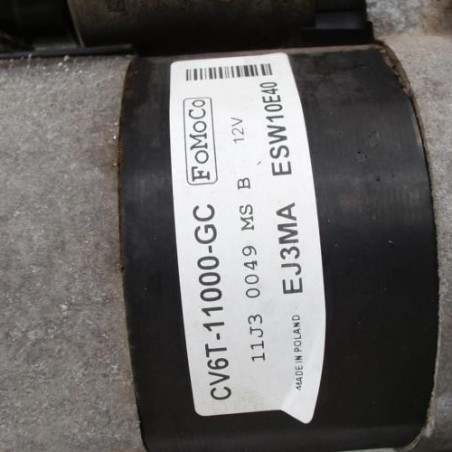 CV6T-11000-GC FoMoCo
11J3 0049 MS B 12V
EJ3MA ESW10E40
MADE IN POLAND